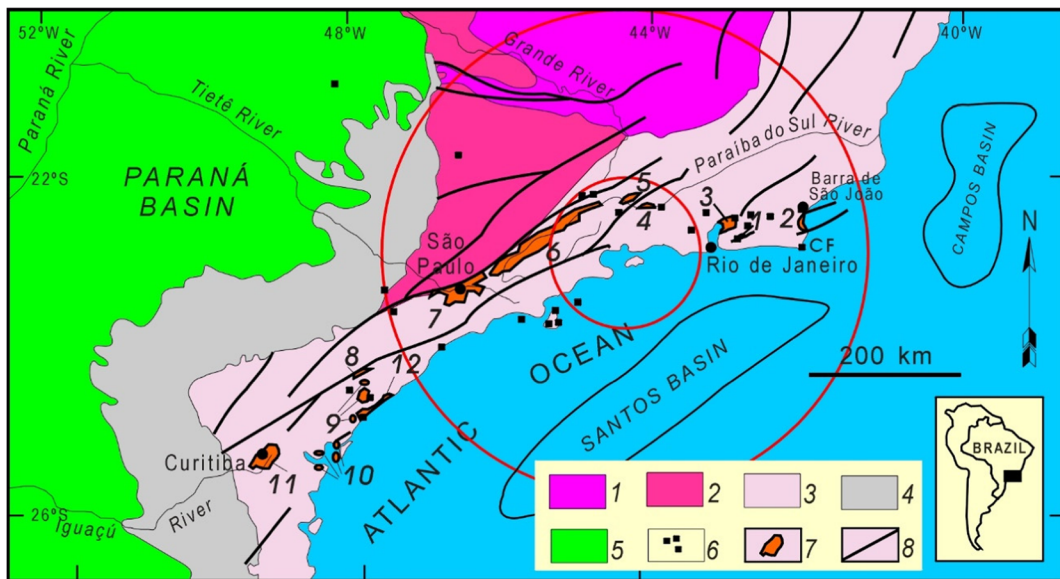 52°W
48°W
44°W
40°W
Paraná River
Tietê River
Grande River
Paraíba do Sul River
22°S
PARANÁ
BASIN
CAMPOS BASIN
Barra de
São João
5
4
3
1
2
CF
N
São
Paulo
6
7
Rio de Janeiro
200 km
OCEAN
SANTOS BASIN
8
12
9
ATLANTIC
Curitiba
11
10
26°S
Iguaçú
River
BRAZIL
1
2
3
4
5
6
7
8